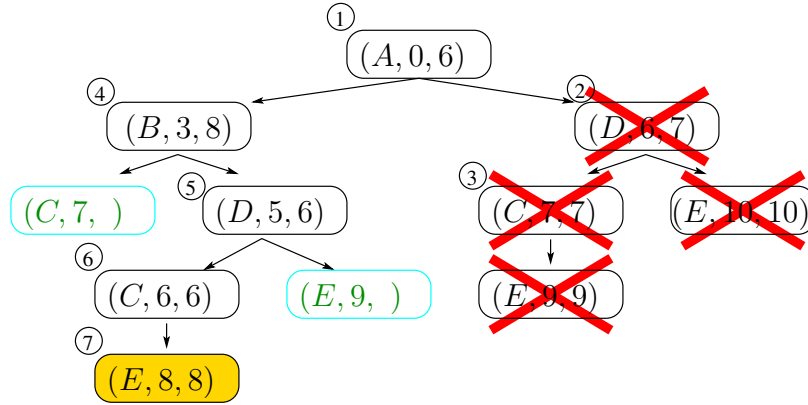 1
(A, 0, 6)
4
(B, 3, 8)
2
(D, 6, 7)
(C, 7, )
5
(D, 5, 6)
3
(C, 7, 7)
(E, 10, 10)
6
(C, 6, 6)
(E, 9, )
(E, 9, 9)
7
(E, 8, 8)